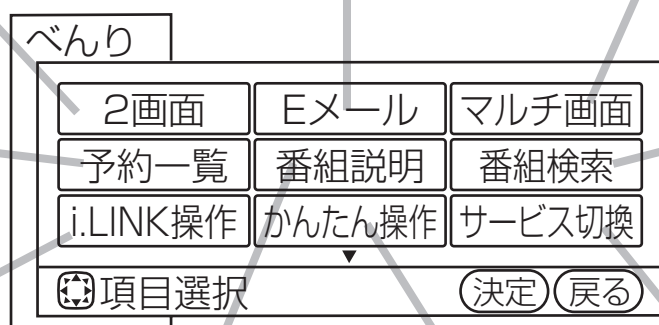 べんり
2画面 Eメール マルチ画面
予約一覧 番組説明 番組検索
i.LINK操作 かんたん操作 サービス切換
▼
項目選択 決定 戻る